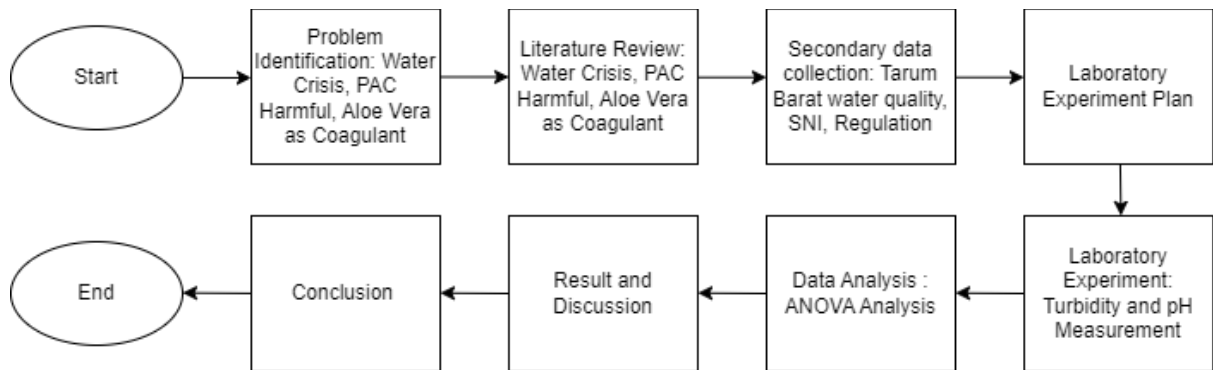 Start
Problem
Identification: Water
Crisis, PAC
Harmful, Aloe Vera
as Coagulant
Literature Review:
Water Crisis, PAC
Harmful, Aloe Vera
as Coagulant
Secondary data
collection: Tarum
Barat water quality,
SNI, Regulation
Laboratory
Experiment Plan
Laboratory
Experiment:
Turbidity and pH
Measurement
Data Analysis :
ANOVA Analysis
Result and
Discussion
Conclusion
End